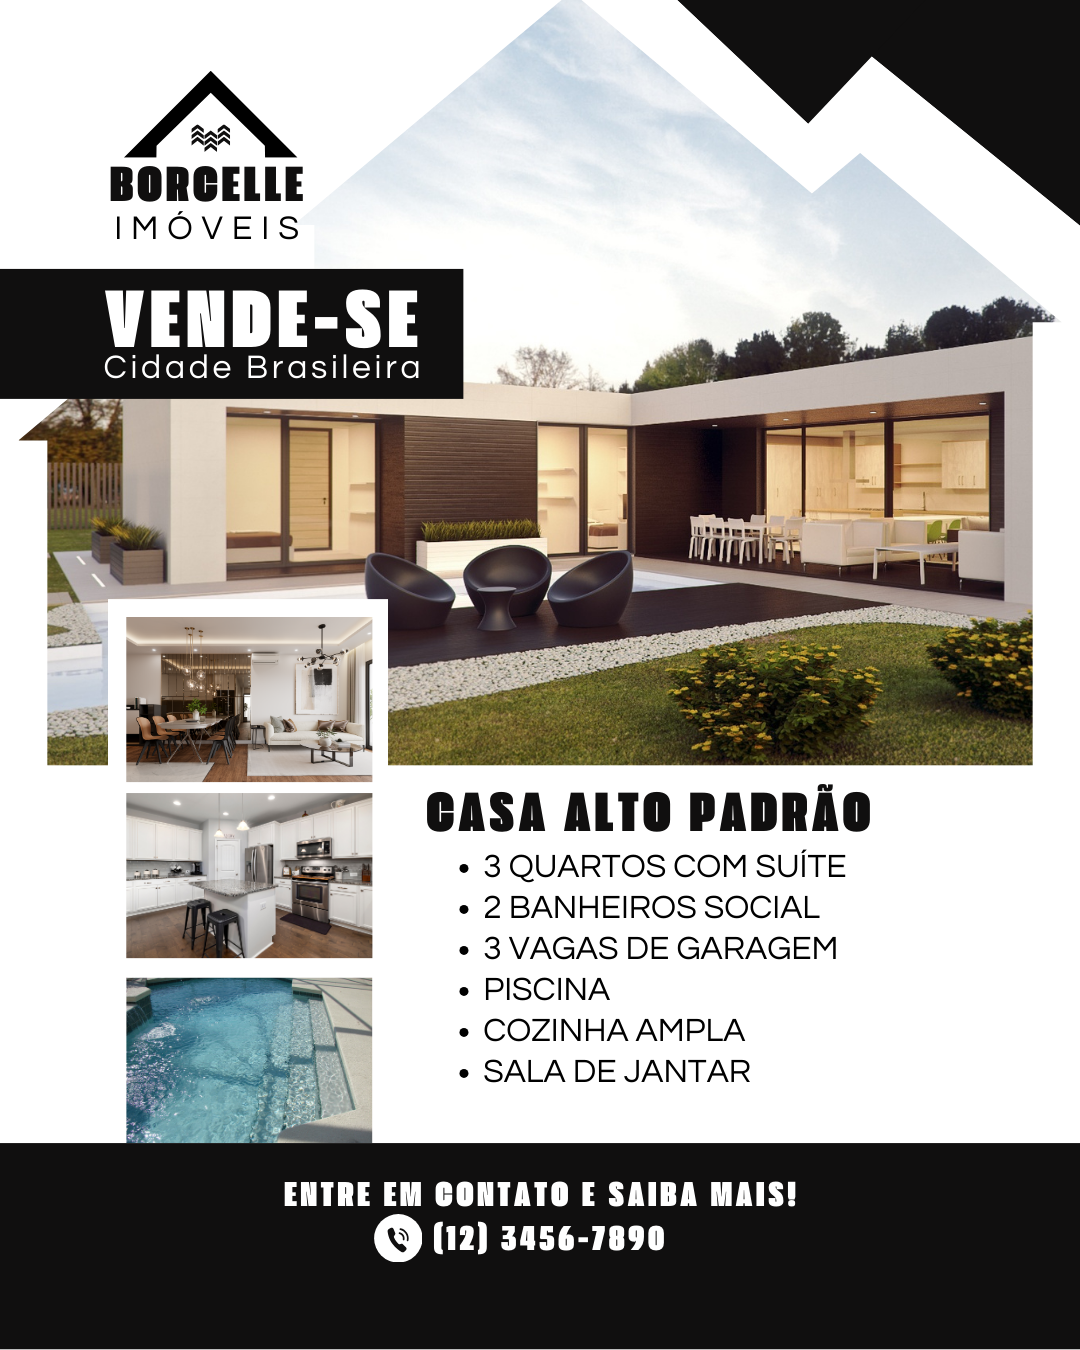 BORCELLE
IMÓVEIS
VENDE-SE
Cidade Brasileira
CASA ALTO PADRÃO
• 3 QUARTOS COM SUÍTE
• 2 BANHEIROS SOCIAL
• 3 VAGAS DE GARAGEM
• PISCINA
• COZINHA AMPLA
• SALA DE JANTAR
ENTRE EM CONTATO E SAIBA MAIS!
(12) 3456-7890